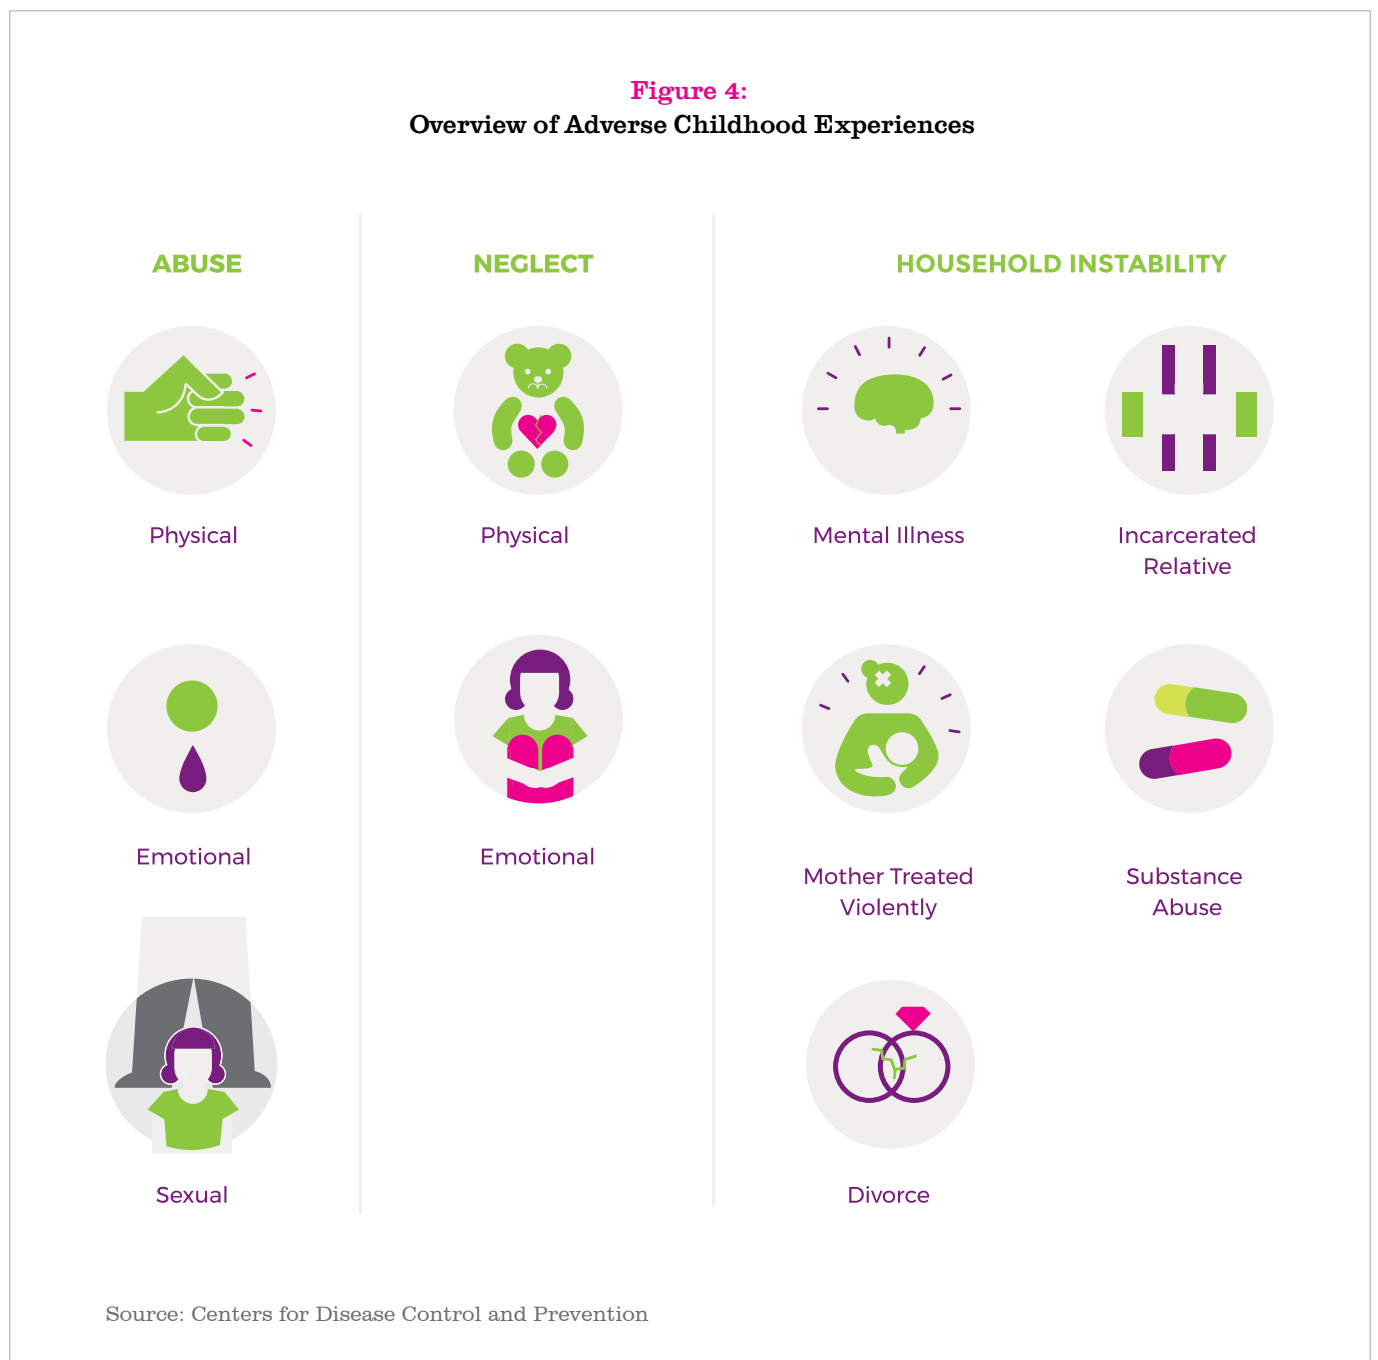 Figure 4:
Overview of Adverse Childhood Experiences
ABUSE
Physical
Emotional
Sexual
NEGLECT
Physical
Emotional
HOUSEHOLD INSTABILITY
Mental Illness
Incarcerated
Relative
Mother Treated
Violently
Substance
Abuse
Divorce
Source: Centers for Disease Control and Prevention